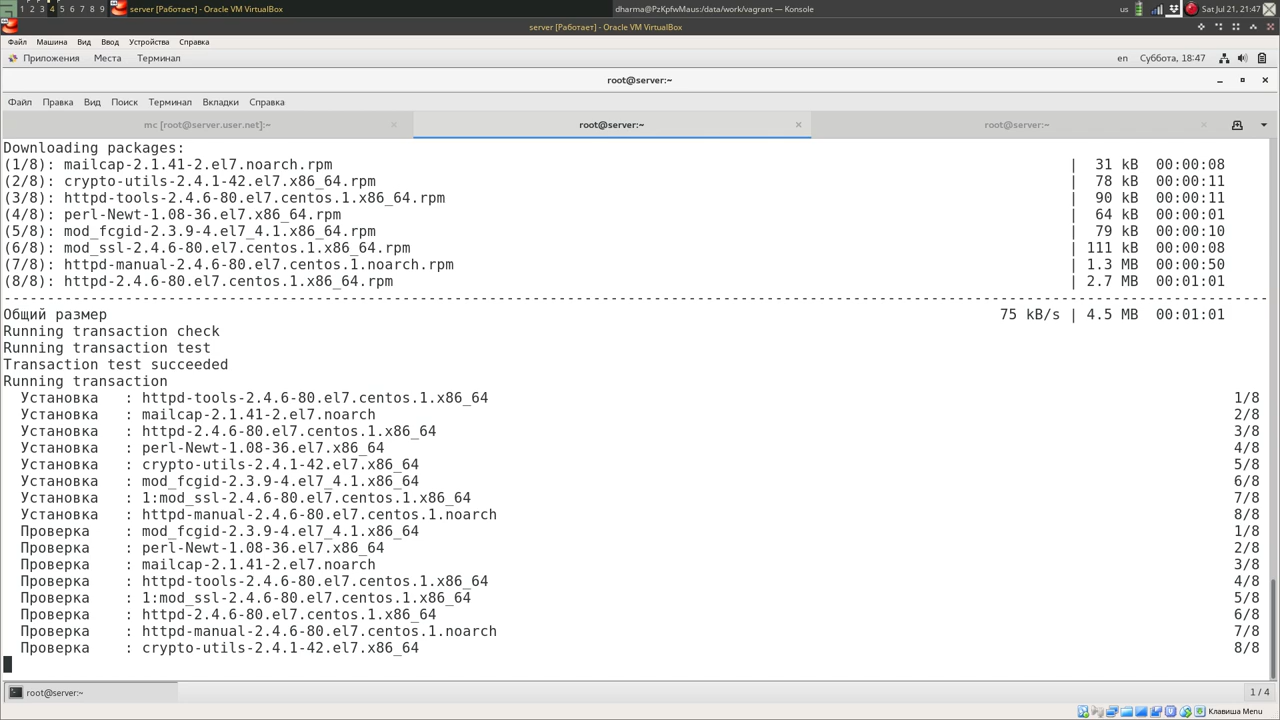 1 2 3 4 5 6 7 8 9 server [Работает] - Oracle VM VirtualBox dharma@PzKpfwMaus:/data/work/vagrant — Konsole us Sat Jul 21, 21:47
server [Работает] - Oracle VM VirtualBox
Файл Машина Вид Ввод Устройства Справка
Приложения Места Терминал en Суббота, 18:47
root@server:~
Файл Правка Вид Поиск Терминал Вкладки Справка
mc [root@server.user.net]:~ × root@server:~ × root@server:~ ×
Downloading packages:
(1/8): mailcap-2.1.41-2.el7.noarch.rpm | 31 kB 00:00:08
(2/8): crypto-utils-2.4.1-42.el7.x86_64.rpm | 78 kB 00:00:11
(3/8): httpd-tools-2.4.6-80.el7.centos.1.x86_64.rpm | 90 kB 00:00:11
(4/8): perl-Newt-1.08-36.el7.x86_64.rpm | 64 kB 00:00:01
(5/8): mod_fcgid-2.3.9-4.el7_4.1.x86_64.rpm | 79 kB 00:00:10
(6/8): mod_ssl-2.4.6-80.el7.centos.1.x86_64.rpm | 111 kB 00:00:08
(7/8): httpd-manual-2.4.6-80.el7.centos.1.noarch.rpm | 1.3 MB 00:00:50
(8/8): httpd-2.4.6-80.el7.centos.1.x86_64.rpm | 2.7 MB 00:01:01
--------------------------------------------------------------------------------
Общий размер 75 kB/s | 4.5 MB 00:01:01
Running transaction check
Running transaction test
Transaction test succeeded
Running transaction
Установка : httpd-tools-2.4.6-80.el7.centos.1.x86_64 1/8
Установка : mailcap-2.1.41-2.el7.noarch 2/8
Установка : httpd-2.4.6-80.el7.centos.1.x86_64 3/8
Установка : perl-Newt-1.08-36.el7.x86_64 4/8
Установка : crypto-utils-2.4.1-42.el7.x86_64 5/8
Установка : mod_fcgid-2.3.9-4.el7_4.1.x86_64 6/8
Установка : 1:mod_ssl-2.4.6-80.el7.centos.1.x86_64 7/8
Установка : httpd-manual-2.4.6-80.el7.centos.1.noarch 8/8
Проверка : mod_fcgid-2.3.9-4.el7_4.1.x86_64 1/8
Проверка : perl-Newt-1.08-36.el7.x86_64 2/8
Проверка : mailcap-2.1.41-2.el7.noarch 3/8
Проверка : httpd-tools-2.4.6-80.el7.centos.1.x86_64 4/8
Проверка : 1:mod_ssl-2.4.6-80.el7.centos.1.x86_64 5/8
Проверка : httpd-2.4.6-80.el7.centos.1.x86_64 6/8
Проверка : httpd-manual-2.4.6-80.el7.centos.1.noarch 7/8
Проверка : crypto-utils-2.4.1-42.el7.x86_64 8/8
root@server:~ 1 / 4
Клавиша Menu